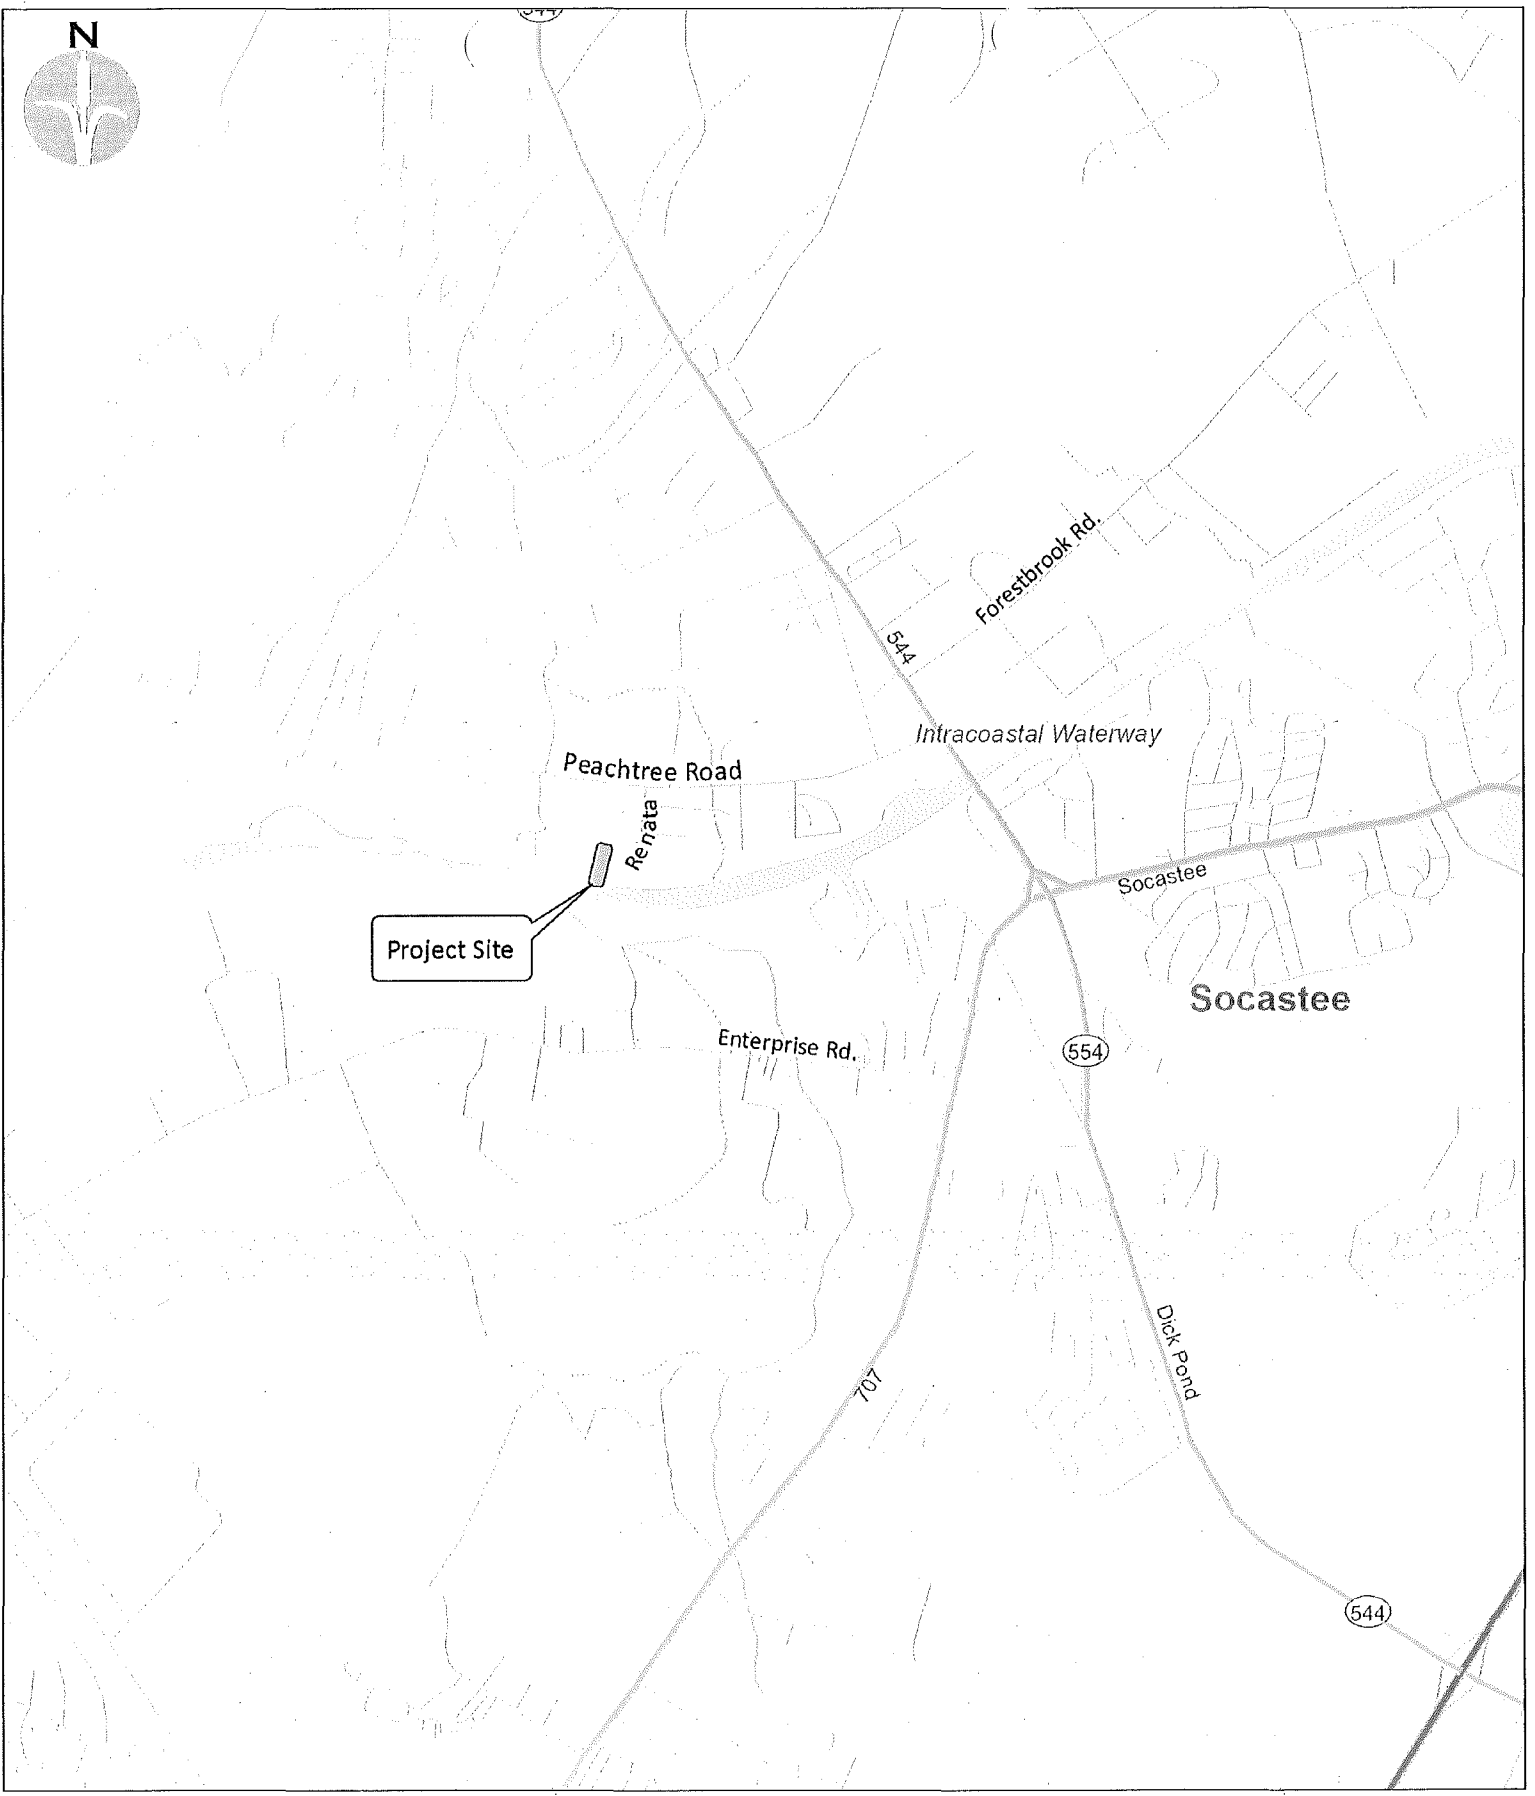 544
N
Forestbrook Rd.
544
Intracoastal Waterway
Peachtree Road
Renata
Socastee
Project Site
Socastee
Enterprise Rd.
554
Dick Pond
707
544